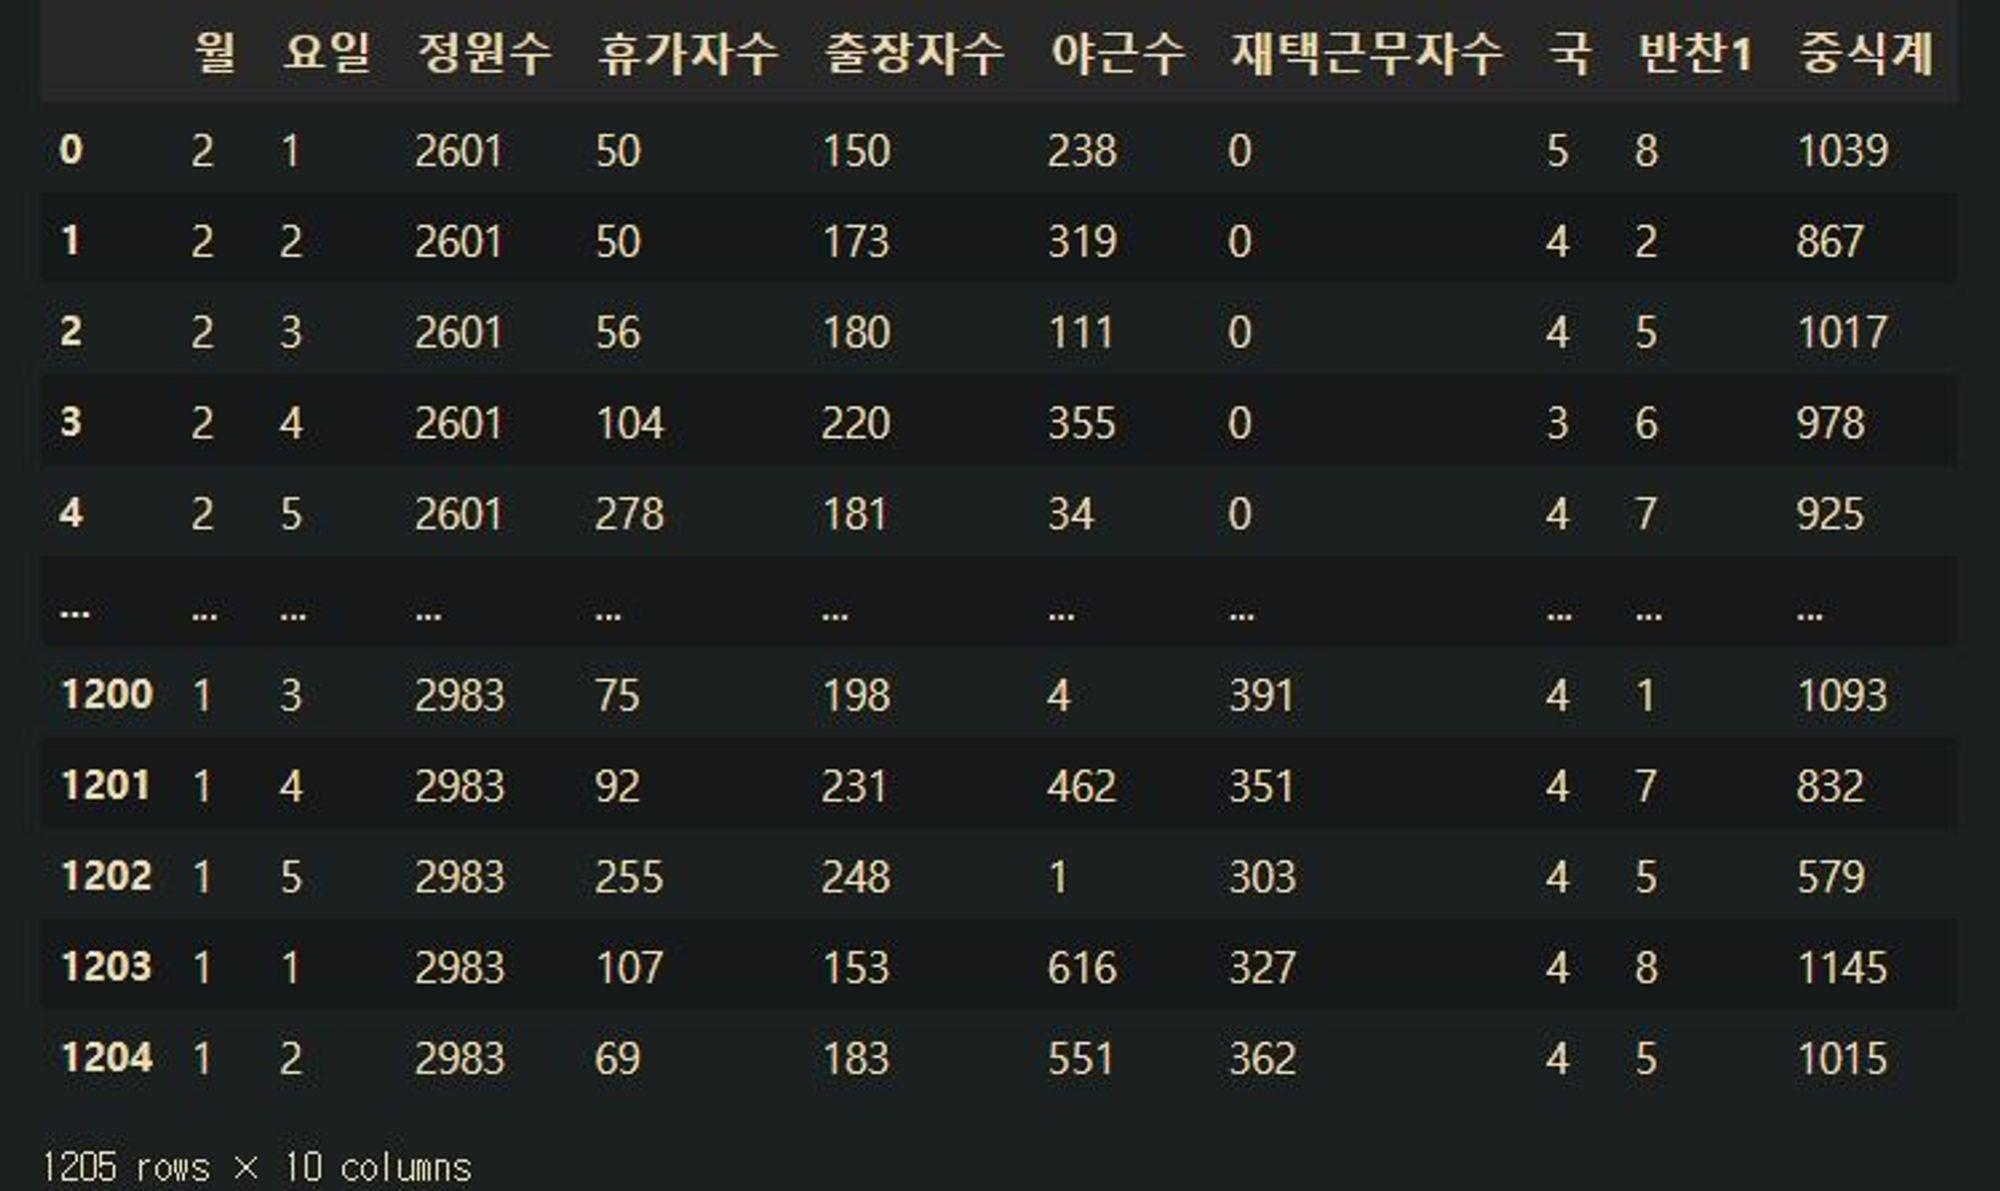 월 요일 정원수 휴가자수 출장자수 야근수 재택근무자수 국 반찬1 중식계
0 2 1 2601 50 150 238 0 5 8 1039
1 2 2 2601 50 173 319 0 4 2 867
2 2 3 2601 56 180 111 0 4 5 1017
3 2 4 2601 104 220 355 0 3 6 978
4 2 5 2601 278 181 34 0 4 7 925
... ... ... ... ... ... ... ... ... ... ...
1200 1 3 2983 75 198 4 391 4 1 1093
1201 1 4 2983 92 231 462 351 4 7 832
1202 1 5 2983 255 248 1 303 4 5 579
1203 1 1 2983 107 153 616 327 4 8 1145
1204 1 2 2983 69 183 551 362 4 5 1015
1205 rows × 10 columns